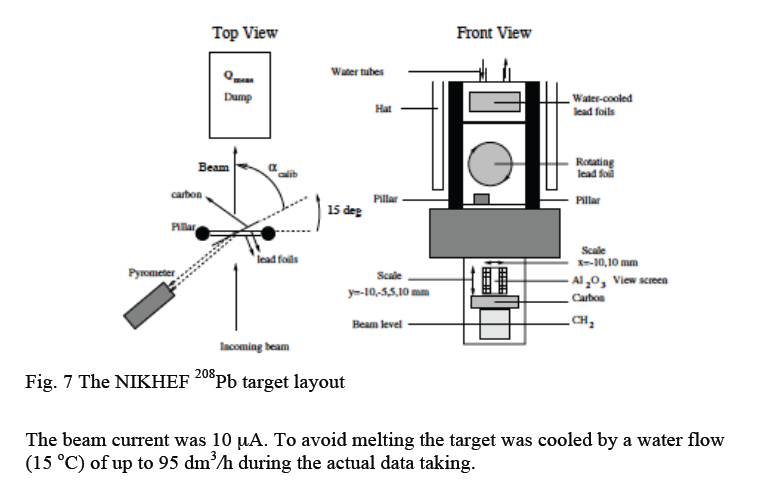 Top View
Front View
Q meas
Dump
Water tubes
Hat
Water-cooled
lead foils
Beam
α calib
Rotating
lead foil
carbon
15 deg
Pillar
Pillar
Pillar
lead foils
Pyrometer
Scale
x=-10,10 mm
Scale
y=-10,-5,5,10 mm
Al2O3 View screen
Carbon
Beam level
CH2
Incoming beam
Fig. 7 The NIKHEF 208Pb target layout
The beam current was 10 μA. To avoid melting the target was cooled by a water flow
(15 °C) of up to 95 dm3/h during the actual data taking.